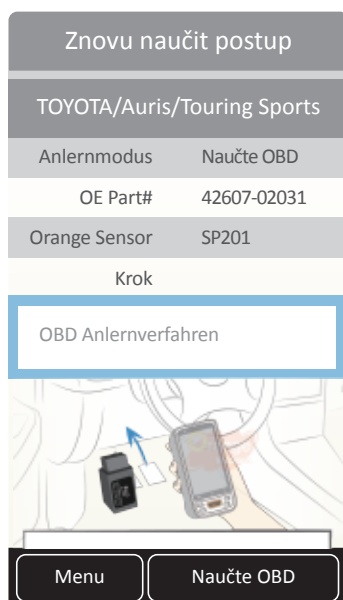 Znovu naučit postup
TOYOTA/Auris/Touring Sports
Anlernmodus Naučte OBD
OE Part# 42607-02031
Orange Sensor SP201
Krok
OBD Anlernverfahren
Menu Naučte OBD